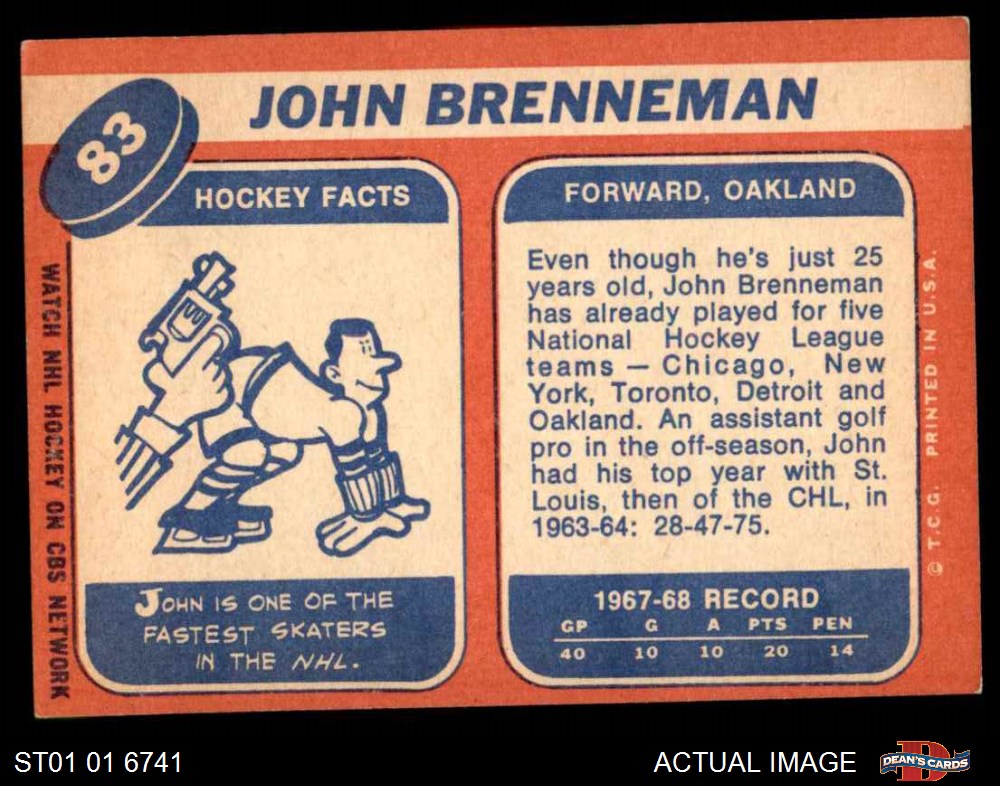 83
JOHN BRENNEMAN
HOCKEY FACTS
JOHN IS ONE OF THE
FASTEST SKATERS
IN THE NHL.
FORWARD, OAKLAND
Even though he's just 25
years old, John Brenneman
has already played for five
National Hockey League
teams — Chicago, New
York, Toronto, Detroit and
Oakland. An assistant golf
pro in the off-season, John
had his top year with St.
Louis, then of the CHL, in
1963-64: 28-47-75.
1967-68 RECORD
GP G A PTS PEN
40 10 10 20 14
WATCH NHL HOCKEY ON CBS NETWORK
© T.C.G. PRINTED IN U.S.A.
ST01 01 6741
ACTUAL IMAGE
D
DEAN'S CARDS